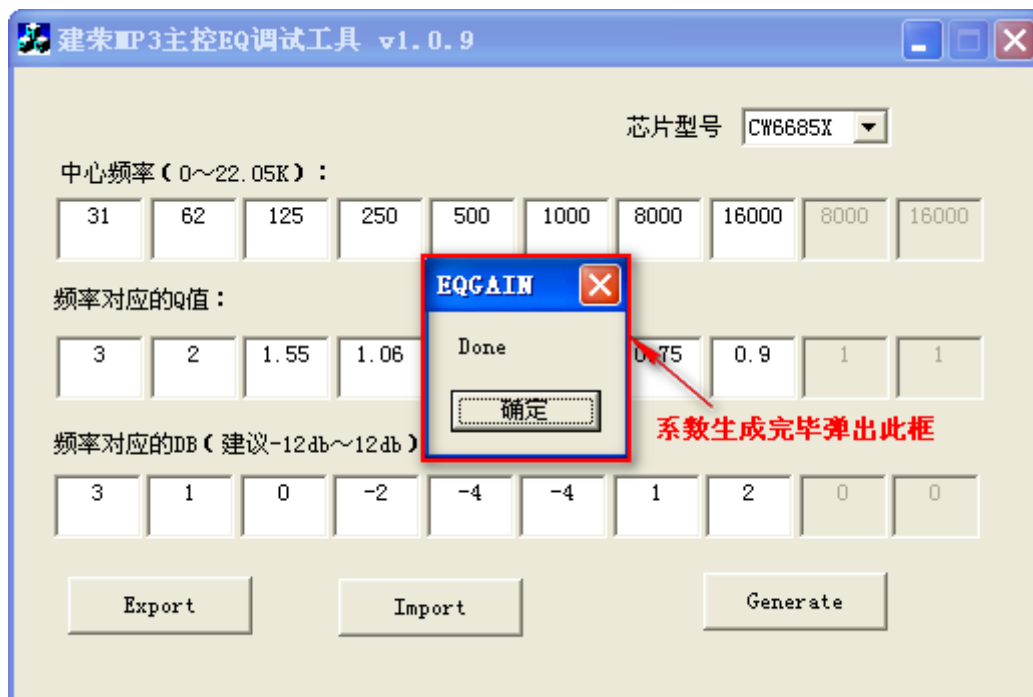 建荣MP3主控EQ调试工具 v1.0.9
芯片型号 CW6685X
中心频率(0～22.05K):
31 62 125 250 500 1000 8000 16000 8000 16000
EQGAIN
频率对应的Q值:
Done
3 2 1.55 1.06 0.75 0.9 1 1
确定
系数生成完毕弹出此框
频率对应的DB(建议-12db～12db)
3 1 0 -2 -4 -4 1 2 0 0
Export Import Generate